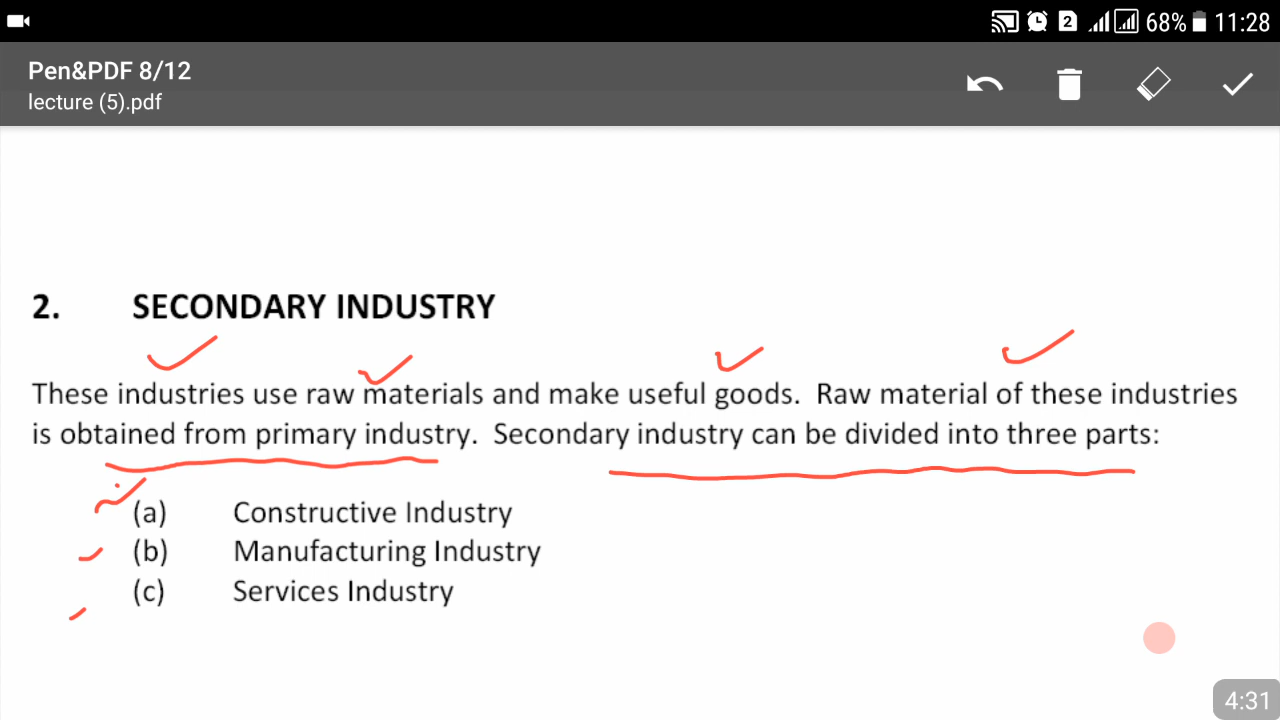 2 68% 11:28
Pen&PDF 8/12
lecture (5).pdf
2. SECONDARY INDUSTRY
These industries use raw materials and make useful goods. Raw material of these industries
is obtained from primary industry. Secondary industry can be divided into three parts:
(a) Constructive Industry
(b) Manufacturing Industry
(c) Services Industry
4:31